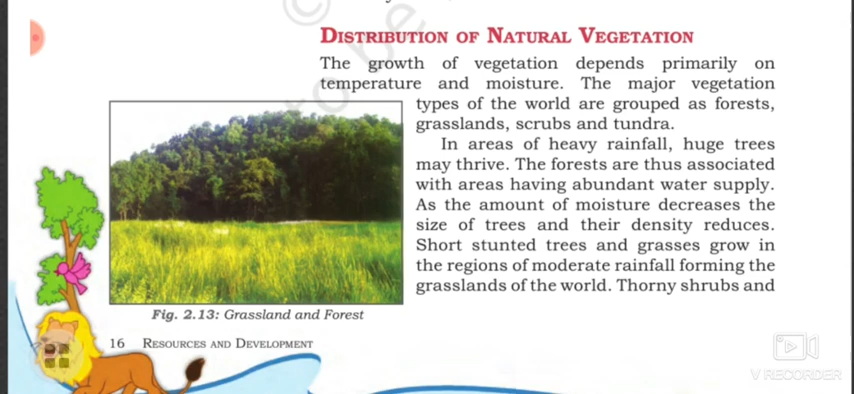 DISTRIBUTION OF NATURAL VEGETATION
The growth of vegetation depends primarily on
temperature and moisture. The major vegetation
types of the world are grouped as forests,
grasslands, scrubs and tundra.
In areas of heavy rainfall, huge trees
may thrive. The forests are thus associated
with areas having abundant water supply.
As the amount of moisture decreases the
size of trees and their density reduces.
Short stunted trees and grasses grow in
the regions of moderate rainfall forming the
grasslands of the world. Thorny shrubs and
Fig. 2.13: Grassland and Forest
16 RESOURCES AND DEVELOPMENT
V RECORDER